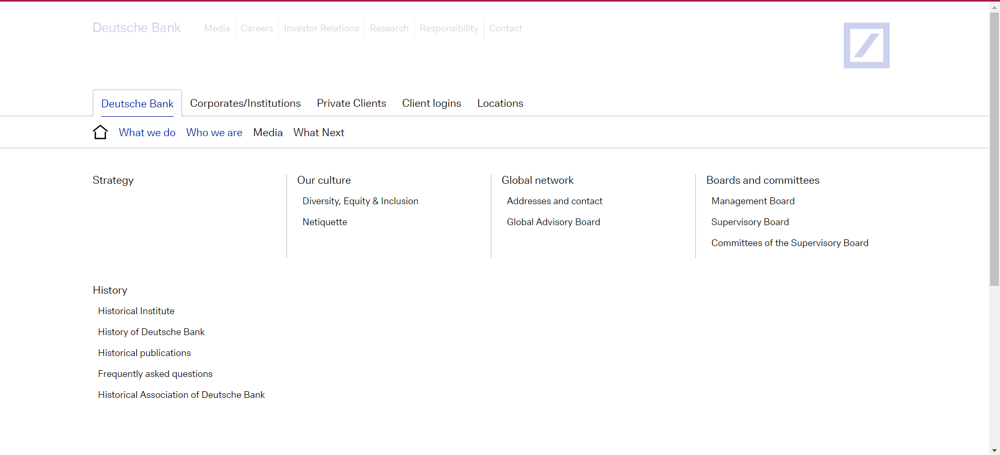 Deutsche Bank
Media
Careers
Investor Relations
Research
Responsibility
Contact
Deutsche Bank
Corporates/Institutions
Private Clients
Client logins
Locations
What we do
Who we are
Media
What Next
Strategy
Our culture
Diversity, Equity & Inclusion
Netiquette
Global network
Addresses and contact
Global Advisory Board
Boards and committees
Management Board
Supervisory Board
Committees of the Supervisory Board
History
Historical Institute
History of Deutsche Bank
Historical publications
Frequently asked questions
Historical Association of Deutsche Bank